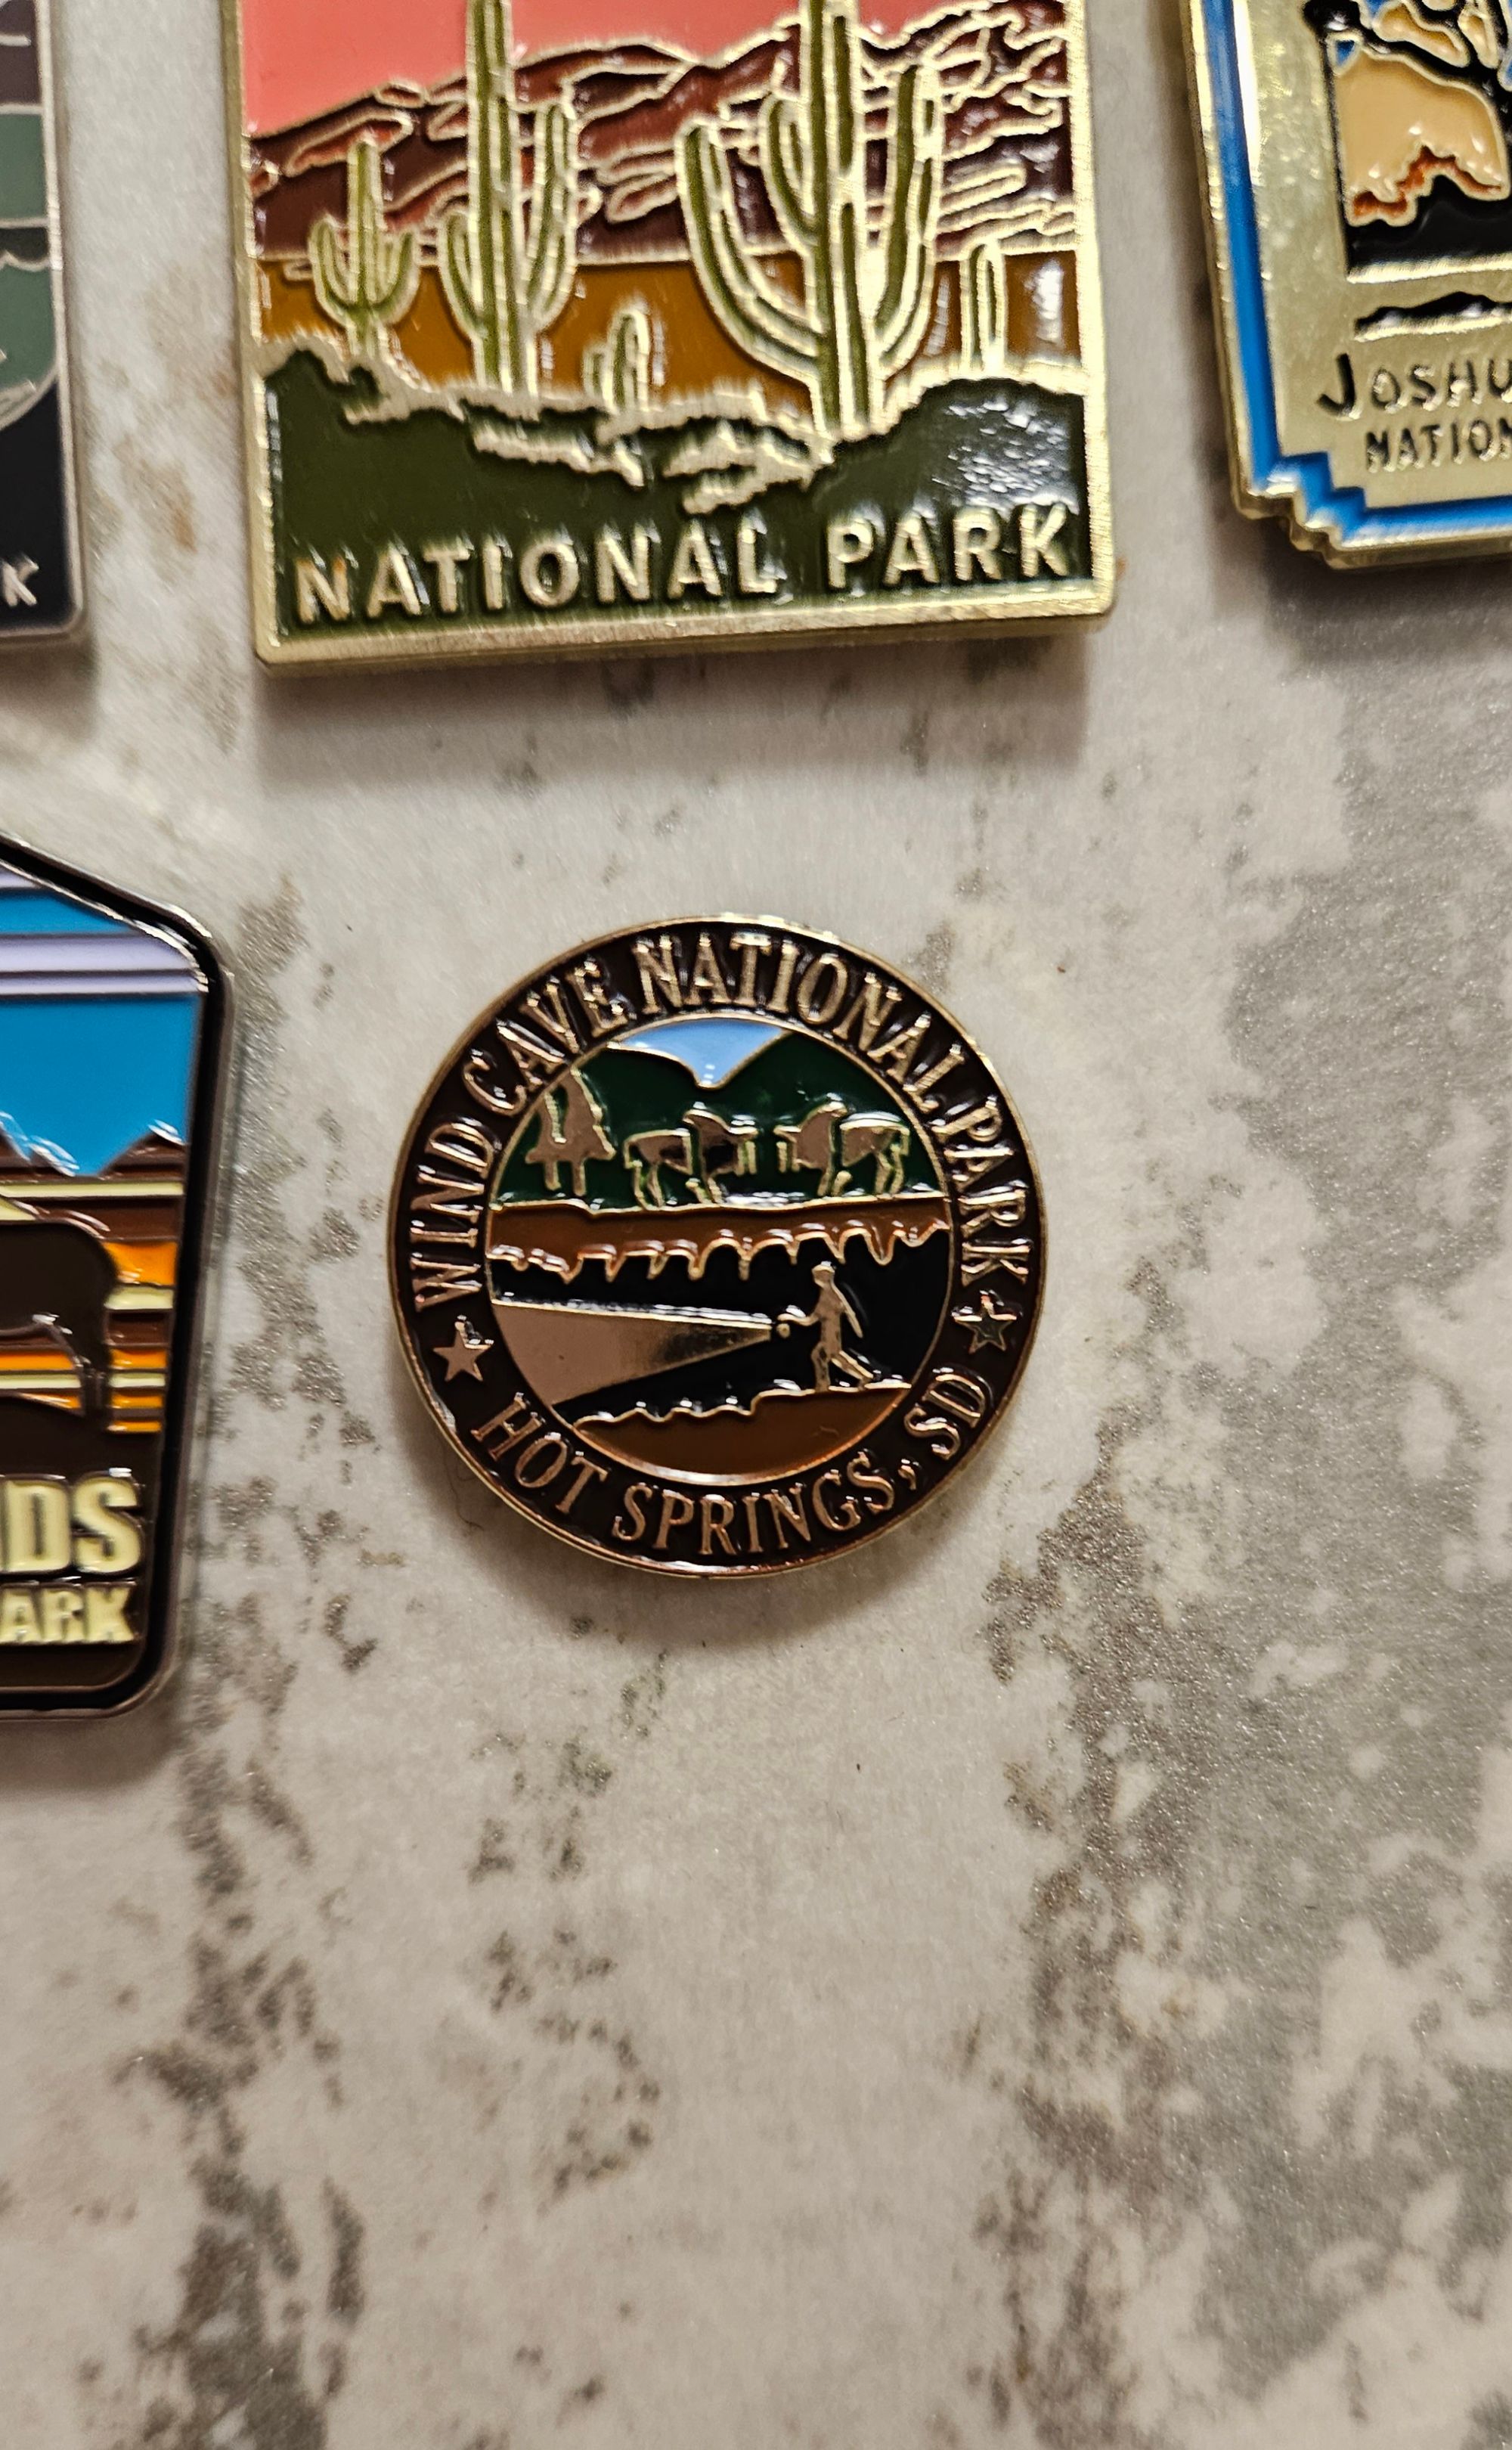 K
NATIONAL PARK
JOSHU
NATION
WIND CAVE NATIONAL PARK
HOT SPRINGS, SD
DS
ARK